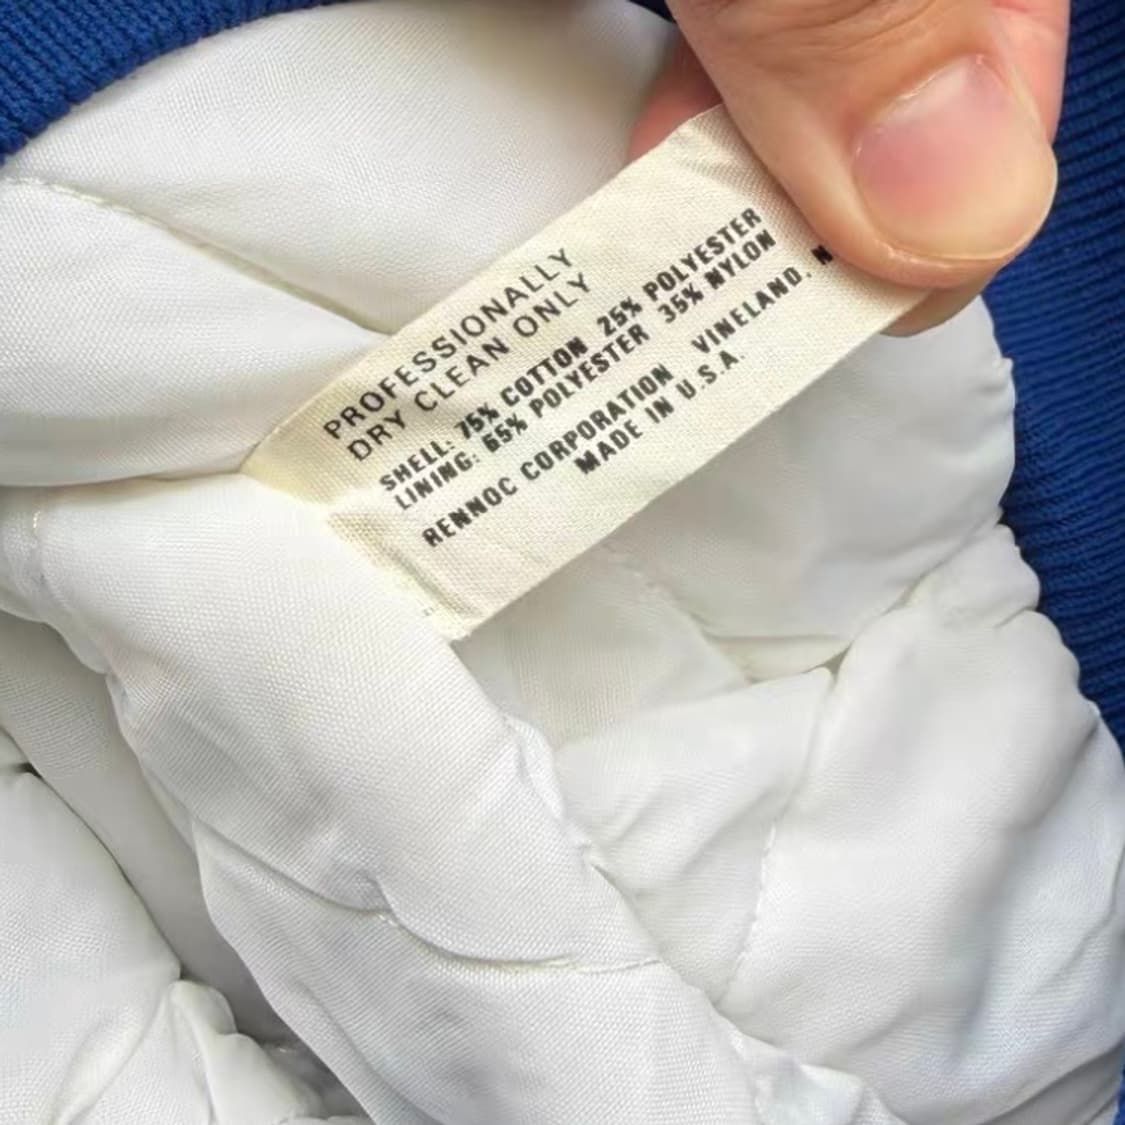 PROFESSIONALLY
DRY CLEAN ONLY
SHELL: 75% COTTON 25% POLYESTER
LINING: 65% POLYESTER 35% NYLON
RENNOC CORPORATION VINELAND, N
MADE IN U.S.A.